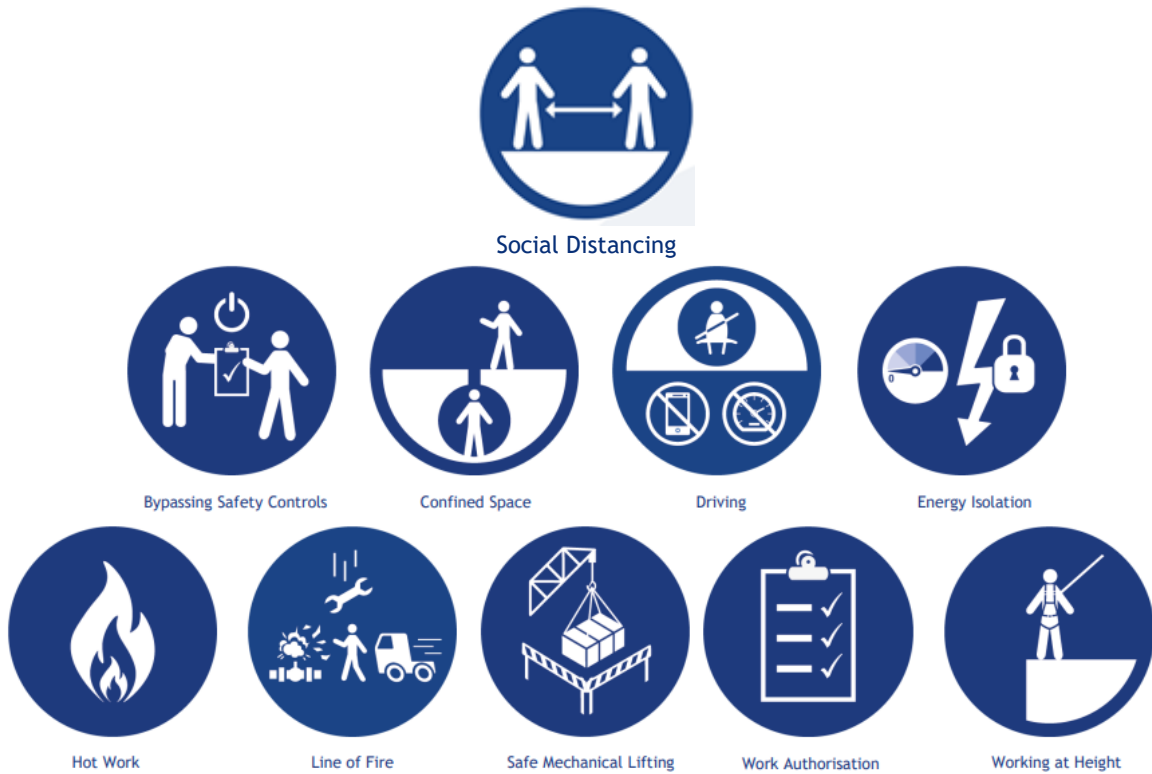 Social Distancing
Bypassing Safety Controls
Confined Space
Driving
Energy Isolation
0
Hot Work
Line of Fire
Safe Mechanical Lifting
Work Authorisation
Working at Height